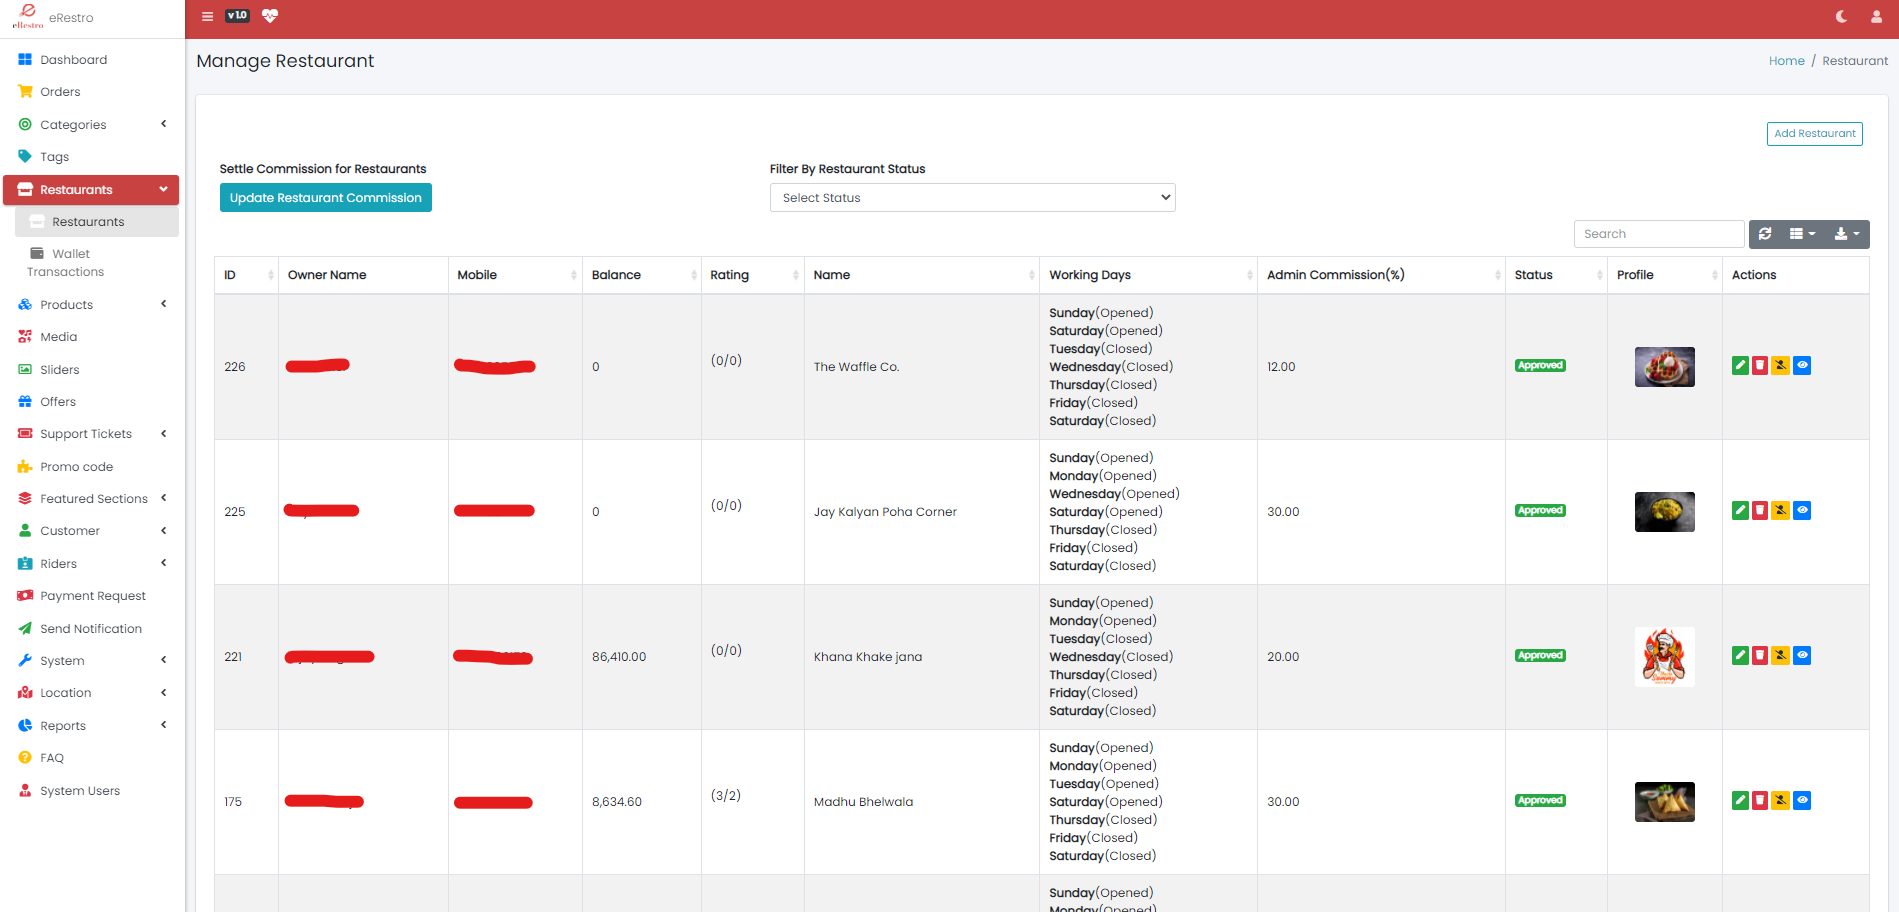 eRestro
eRestro
v 1.0
Dashboard
Orders
Categories
Tags
Restaurants
Restaurants
Wallet
Transactions
Products
Media
Sliders
Offers
Support Tickets
Promo code
Featured Sections
Customer
Riders
Payment Request
Send Notification
System
Location
Reports
FAQ
System Users
Manage Restaurant
Home / Restaurant
Add Restaurant
Settle Commission for Restaurants
Update Restaurant Commission
Filter By Restaurant Status
Select Status
Search
ID Owner Name Mobile Balance Rating Name Working Days Admin Commission(%) Status Profile Actions
226 0 (0/0) The Waffle Co.
Sunday(Opened)
Saturday(Opened)
Tuesday(Closed)
Wednesday(Closed)
Thursday(Closed)
Friday(Closed)
Saturday(Closed)
12.00 Approved
225 0 (0/0) Jay Kalyan Poha Corner
Sunday(Opened)
Monday(Opened)
Wednesday(Opened)
Saturday(Opened)
Thursday(Closed)
Friday(Closed)
Saturday(Closed)
30.00 Approved
221 86,410.00 (0/0) Khana Khake jana
Sunday(Opened)
Monday(Opened)
Tuesday(Closed)
Wednesday(Closed)
Thursday(Closed)
Friday(Closed)
Saturday(Closed)
20.00 Approved
175 8,634.60 (3/2) Madhu Bhelwala
Sunday(Opened)
Monday(Opened)
Tuesday(Opened)
Saturday(Opened)
Thursday(Closed)
Friday(Closed)
Saturday(Closed)
30.00 Approved
Sunday(Opened)
Monday(Opened)